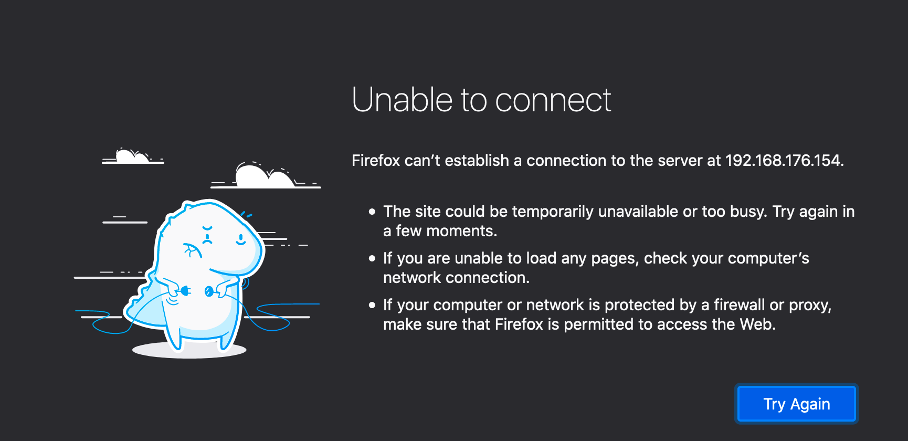 Unable to connect
Firefox can’t establish a connection to the server at 192.168.176.154.
• The site could be temporarily unavailable or too busy. Try again in
a few moments.
• If you are unable to load any pages, check your computer’s
network connection.
• If your computer or network is protected by a firewall or proxy,
make sure that Firefox is permitted to access the Web.
Try Again